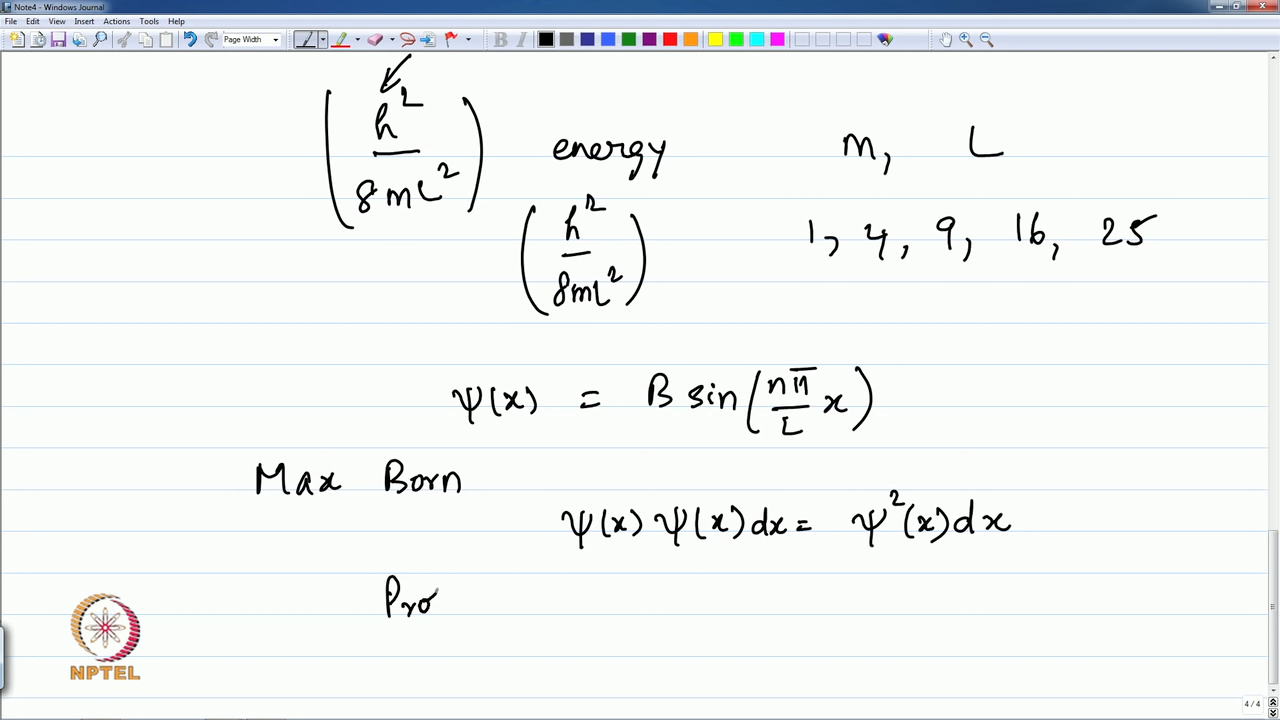 Note4 - Windows Journal
File Edit View Insert Actions Tools Help
Page Width
(h²/8mL²) energy m, L
(h²/8mL²) 1, 4, 9, 16, 25
ψ(x) = B sin(nπ/L x)
Max Born
ψ(x) ψ(x)dx = ψ²(x)dx
Pro
NPTEL
4 / 4